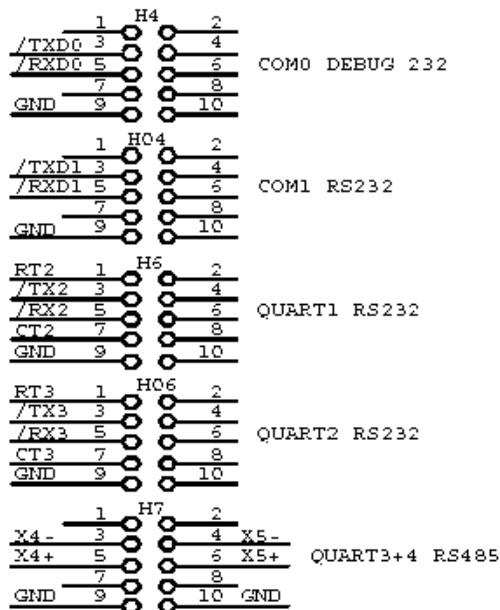 H4
1 2
/TXD0 3 4
/RXD0 5 6 COM0 DEBUG 232
7 8
GND 9 10
H04
1 2
/TXD1 3 4
/RXD1 5 6 COM1 RS232
7 8
GND 9 10
H6
RT2 1 2
/TX2 3 4
/RX2 5 6 QUART1 RS232
CT2 7 8
GND 9 10
H06
RT3 1 2
/TX3 3 4
/RX3 5 6 QUART2 RS232
CT3 7 8
GND 9 10
H7
1 2
X4- 3 4 X5-
X4+ 5 6 X5+ QUART3+4 RS485
7 8
GND 9 10 GND